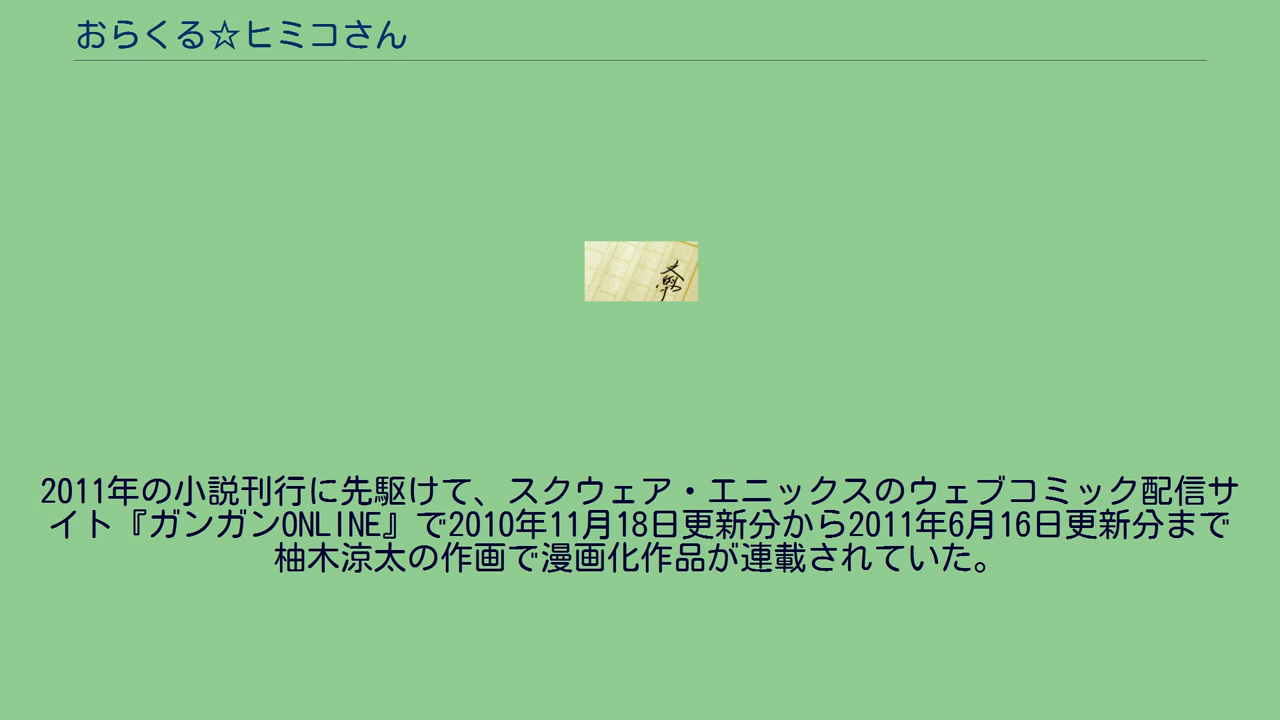 おらくる☆ヒミコさん
2011年の小説刊行に先駆けて、スクウェア・エニックスのウェブコミック配信サ
イト『ガンガンONLINE』で2010年11月18日更新分から2011年6月16日更新分まで
柚木涼太の作画で漫画化作品が連載されていた。